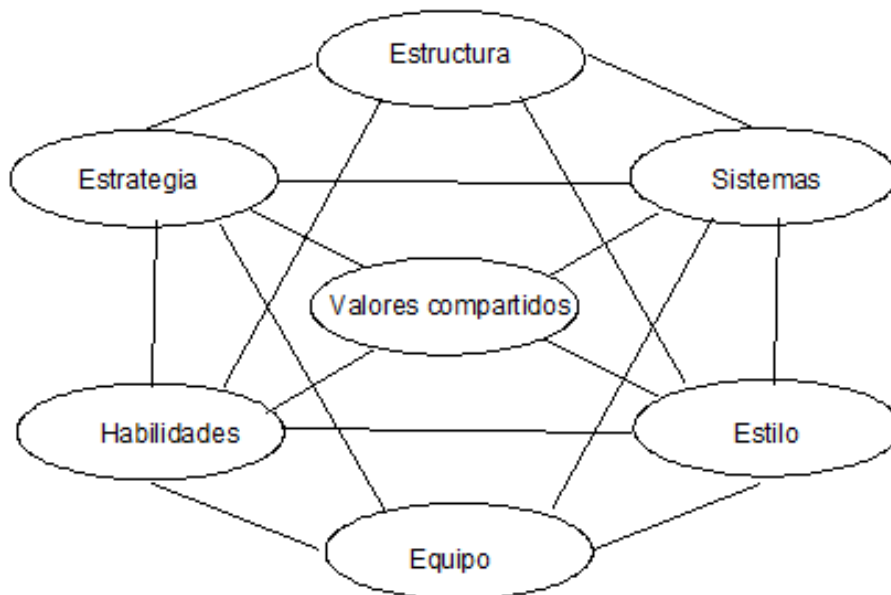 Estructura
Estrategia
Sistemas
Valores compartidos
Habilidades
Estilo
Equipo